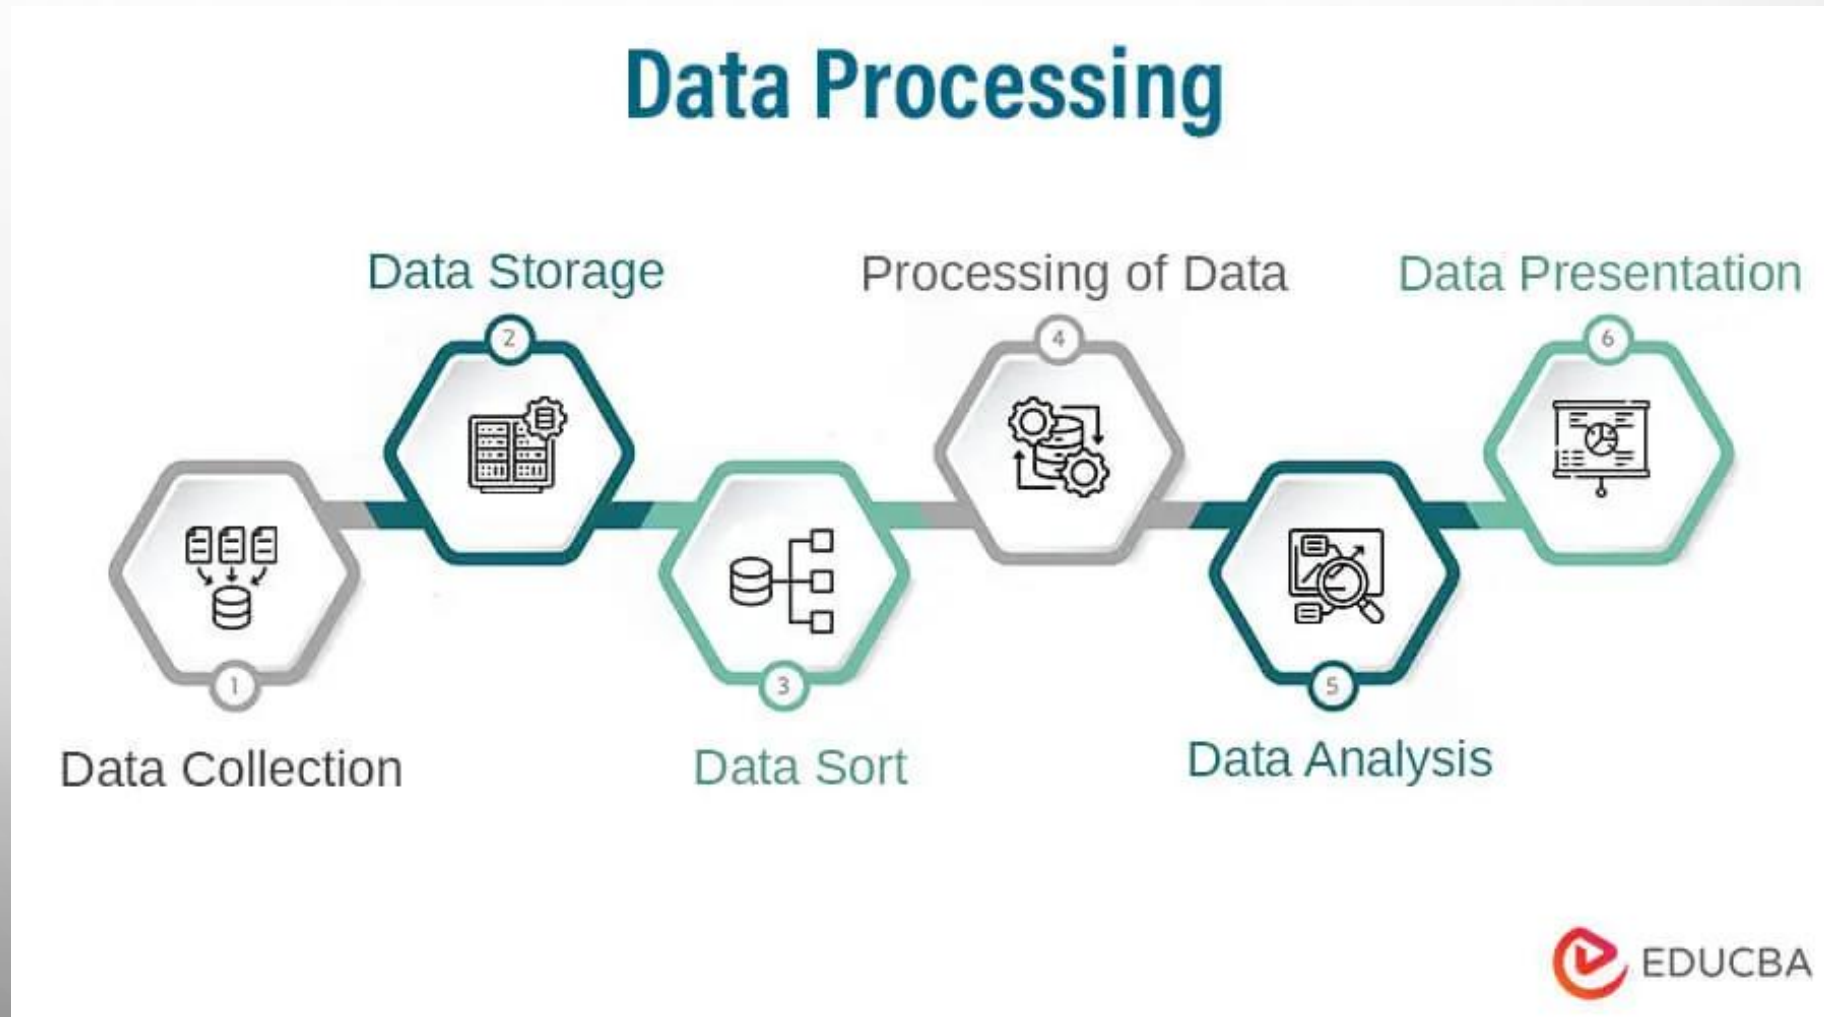 Data Processing
Data Storage
Processing of Data
Data Presentation
2
4
6
1
3
5
Data Collection
Data Sort
Data Analysis
EDUCBA